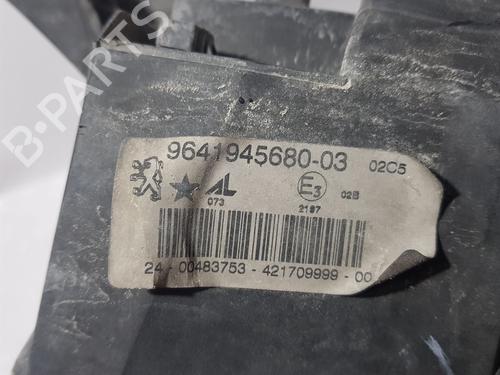 B-PARTS
9641945680-03 02C5
AL
073
E3
02B
2197
24 - 00483753 - 421709999 - 00